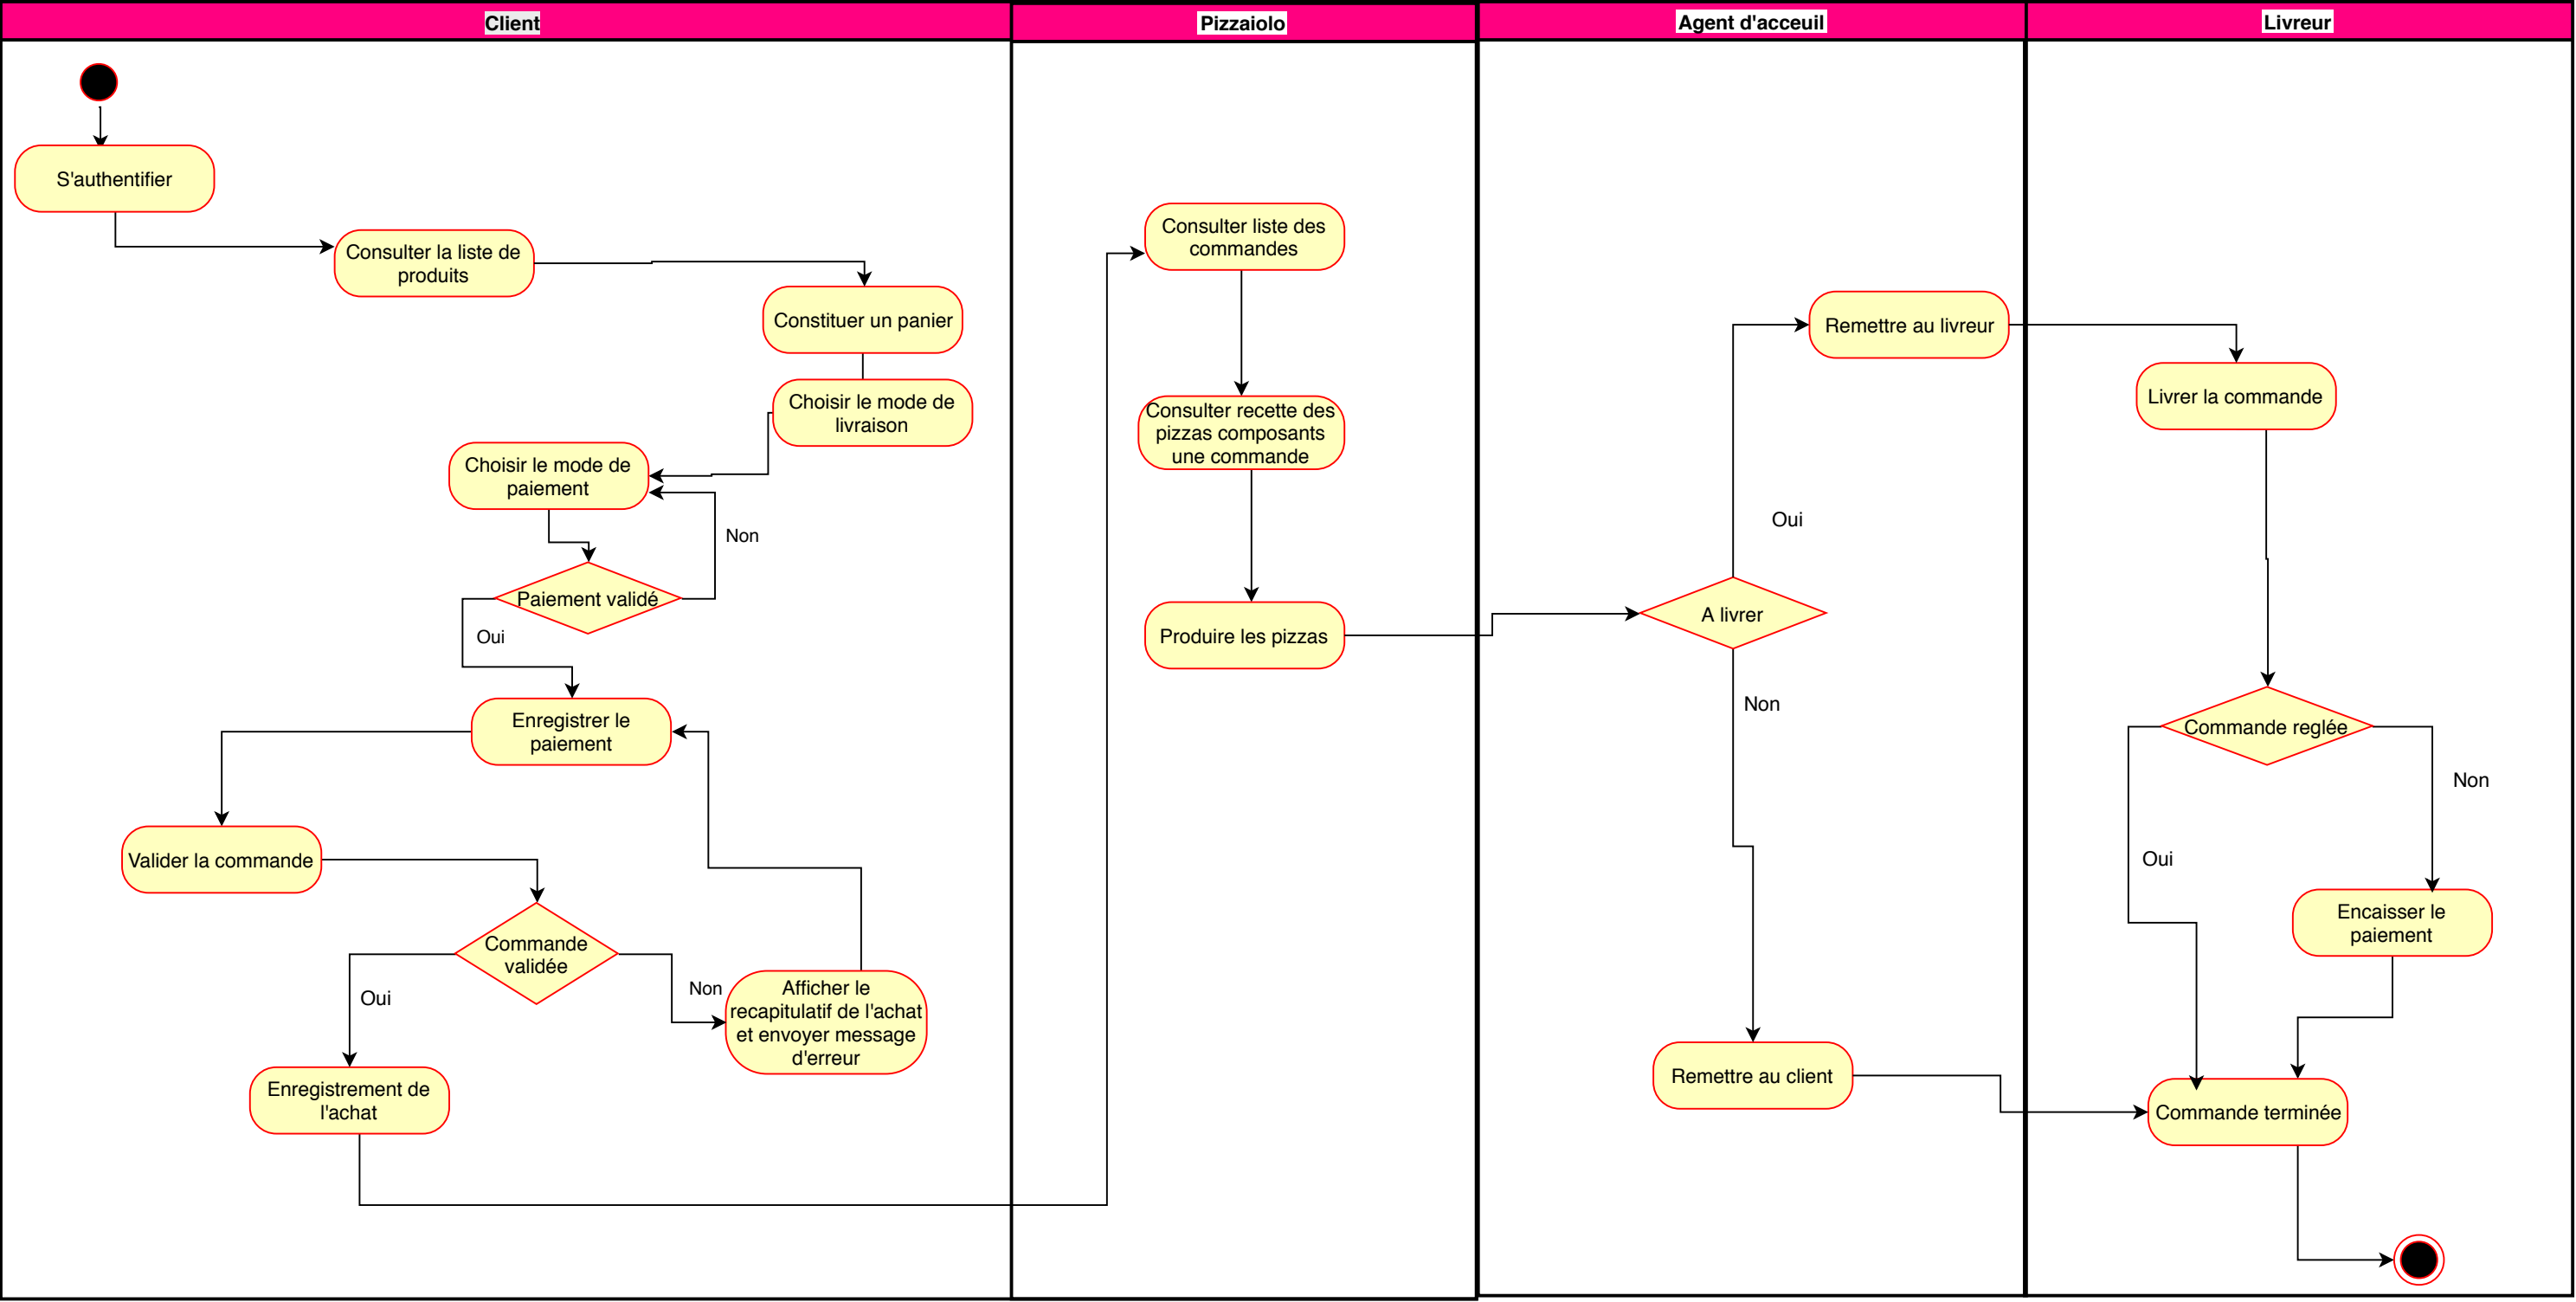 Client
Pizzaiolo
Agent d'acceuil
Livreur
S'authentifier
Consulter la liste de
produits
Constituer un panier
Choisir le mode de
livraison
Choisir le mode de
paiement
Non
Paiement validé
Oui
Enregistrer le
paiement
Valider la commande
Commande
validée
Oui
Non
Afficher le
recapitulatif de l'achat
et envoyer message
d'erreur
Enregistrement de
l'achat
Consulter liste des
commandes
Consulter recette des
pizzas composants
une commande
Produire les pizzas
Remettre au livreur
Oui
A livrer
Non
Remettre au client
Livrer la commande
Commande reglée
Non
Oui
Encaisser le
paiement
Commande terminée